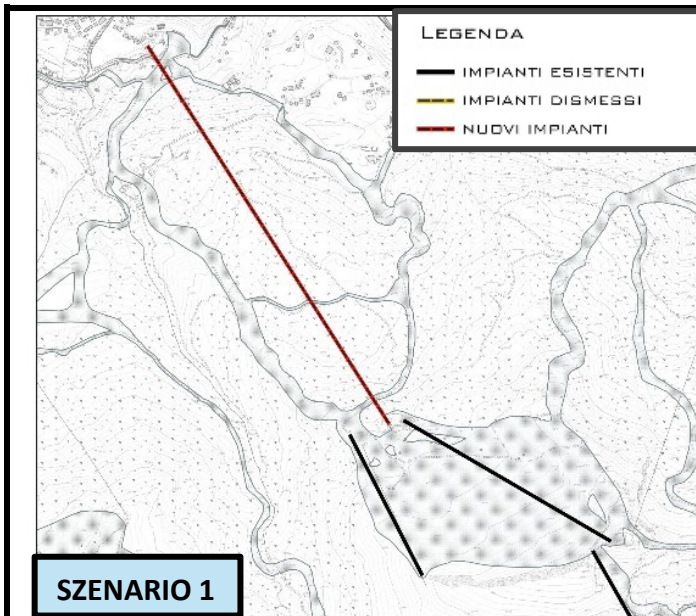 LEGENDA
IMPIANTI ESISTENTI
IMPIANTI DISMESSI
NUOVI IMPIANTI
SZENARIO 1